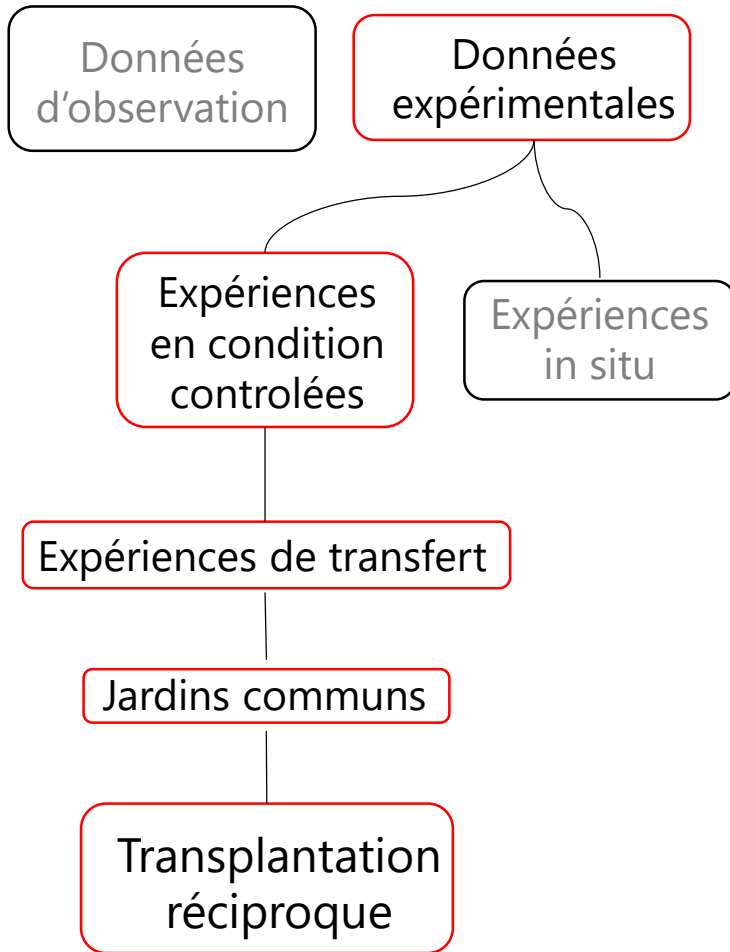 Données
d’observation
Données
expérimentales
Expériences
en condition
controlées
Expériences
in situ
Expériences de transfert
Jardins communs
Transplantation
réciproque